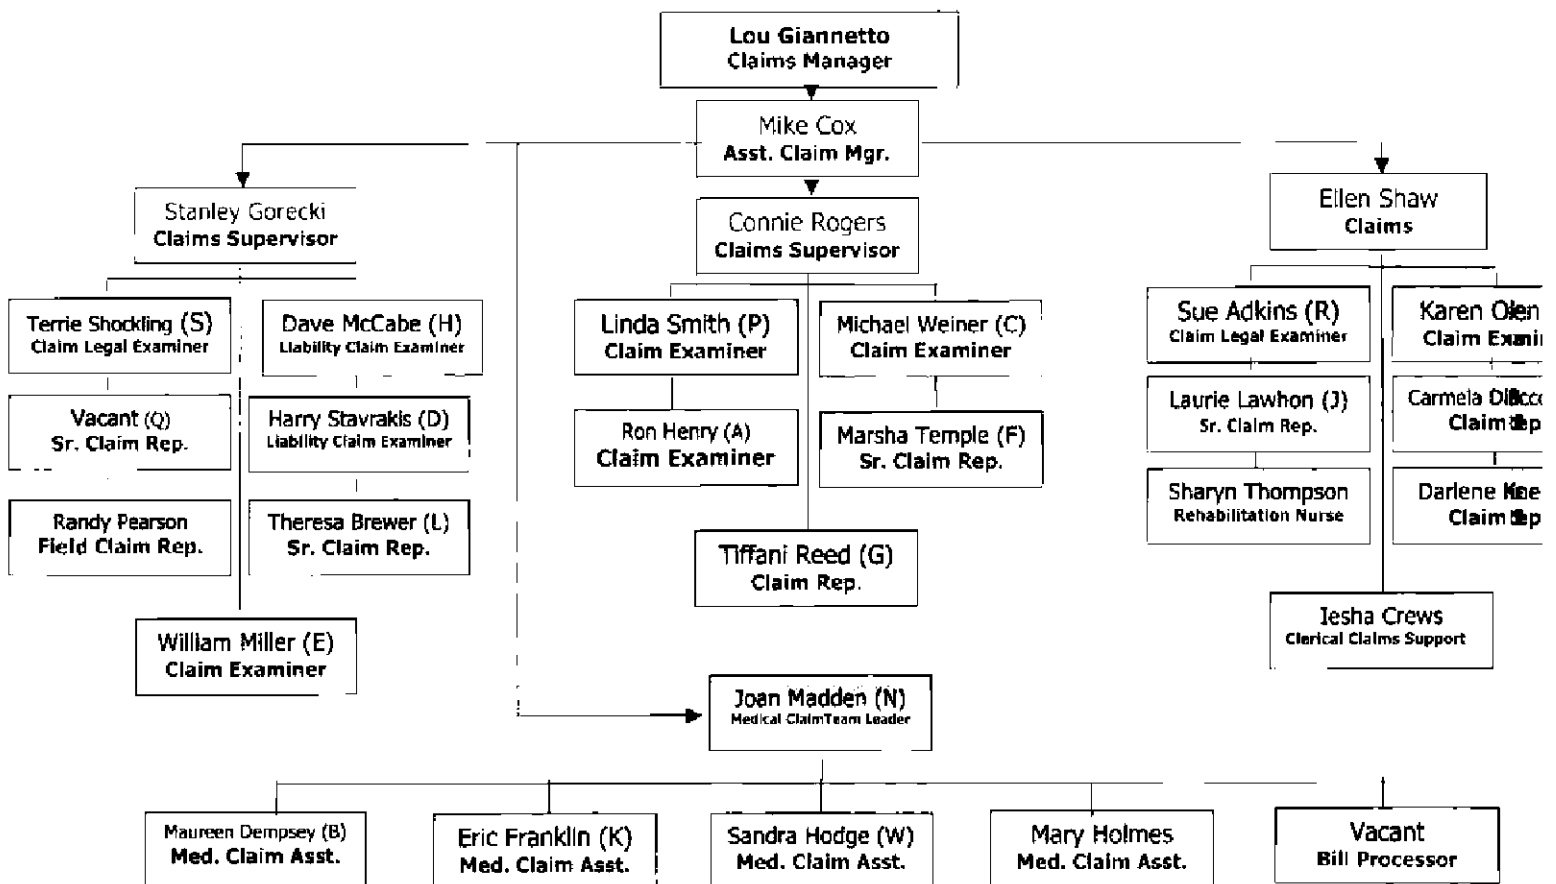 Lou Giannetto
Claims Manager
Mike Cox
Asst. Claim Mgr.
Stanley Gorecki
Claims Supervisor
Connie Rogers
Claims Supervisor
Ellen Shaw
Claims
Terrie Shockling (S)
Claim Legal Examiner
Dave McCabe (H)
Liability Claim Examiner
Linda Smith (P)
Claim Examiner
Michael Weiner (C)
Claim Examiner
Sue Adkins (R)
Claim Legal Examiner
Karen
Claim
Vacant (Q)
Sr. Claim Rep.
Harry Stavrakis (D)
Liability Claim Examiner
Ron Henry (A)
Claim Examiner
Marsha Temple (F)
Sr. Claim Rep.
Laurie Lawhon (J)
Sr. Claim Rep.
Carmela
Claim
Randy Pearson
Field Claim Rep.
Theresa Brewer (L)
Sr. Claim Rep.
Tiffani Reed (G)
Claim Rep.
Sharyn Thompson
Rehabilitation Nurse
Darlene
Claim
William Miller (E)
Claim Examiner
Iesha Crews
Clerical Claims Support
Joan Madden (N)
Medical ClaimTeam Leader
Maureen Dempsey (B)
Med. Claim Asst.
Eric Franklin (K)
Med. Claim Asst.
Sandra Hodge (W)
Med. Claim Asst.
Mary Holmes
Med. Claim Asst.
Vacant
Bill Processor